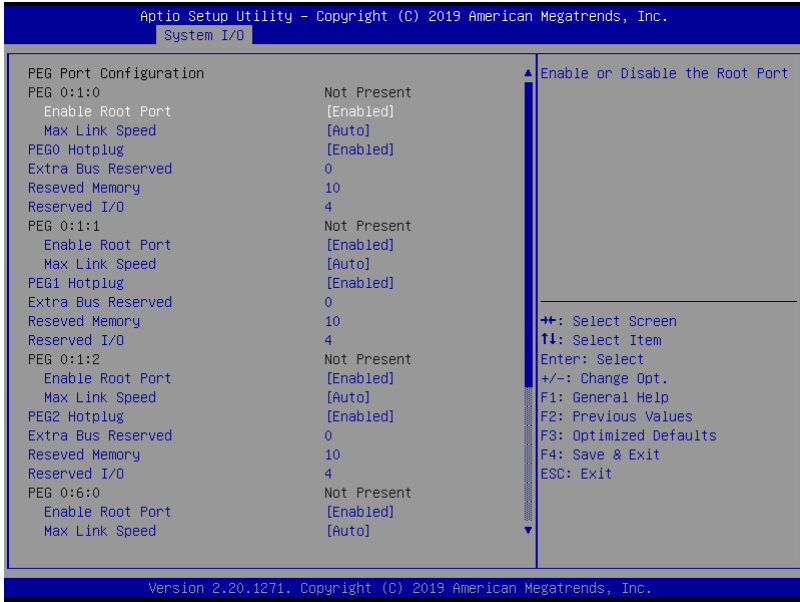 Aptio Setup Utility – Copyright (C) 2019 American Megatrends, Inc.
System I/O
PEG Port Configuration
PEG 0:1:0 Not Present
Enable Root Port [Enabled]
Max Link Speed [Auto]
PEG0 Hotplug [Enabled]
Extra Bus Reserved 0
Reseved Memory 10
Reserved I/O 4
PEG 0:1:1 Not Present
Enable Root Port [Enabled]
Max Link Speed [Auto]
PEG1 Hotplug [Enabled]
Extra Bus Reserved 0
Reseved Memory 10
Reserved I/O 4
PEG 0:1:2 Not Present
Enable Root Port [Enabled]
Max Link Speed [Auto]
PEG2 Hotplug [Enabled]
Extra Bus Reserved 0
Reseved Memory 10
Reserved I/O 4
PEG 0:6:0 Not Present
Enable Root Port [Enabled]
Max Link Speed [Auto]
Enable or Disable the Root Port
→←: Select Screen
↑↓: Select Item
Enter: Select
+/-: Change Opt.
F1: General Help
F2: Previous Values
F3: Optimized Defaults
F4: Save & Exit
ESC: Exit
Version 2.20.1271. Copyright (C) 2019 American Megatrends, Inc.